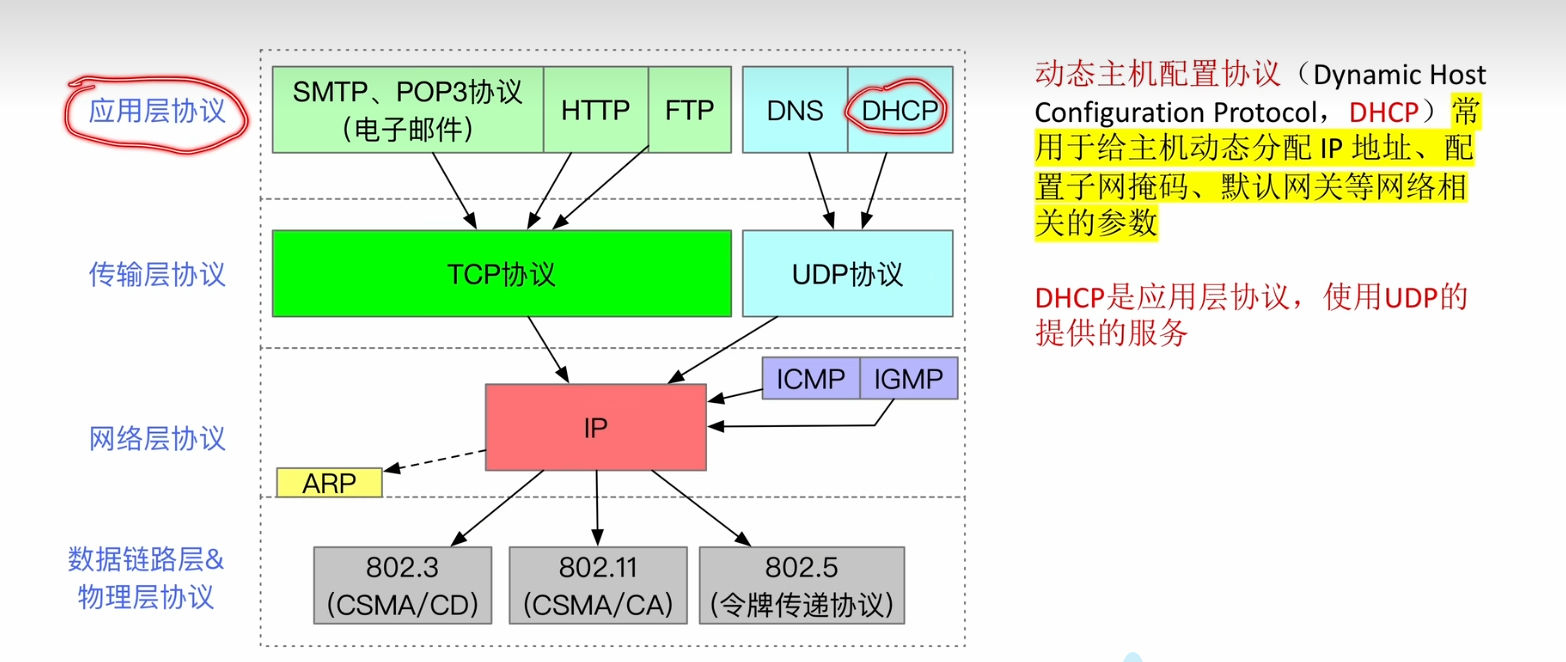 应用层协议
SMTP、POP3协议
（电子邮件）
HTTP
FTP
DNS
DHCP
传输层协议
TCP协议
UDP协议
网络层协议
ICMP
IGMP
IP
ARP
数据链路层&
物理层协议
802.3
(CSMA/CD)
802.11
(CSMA/CA)
802.5
(令牌传递协议)
动态主机配置协议（Dynamic Host
Configuration Protocol，DHCP）常
用于给主机动态分配 IP 地址、配
置子网掩码、默认网关等网络相
关的参数
DHCP是应用层协议，使用UDP的
提供的服务